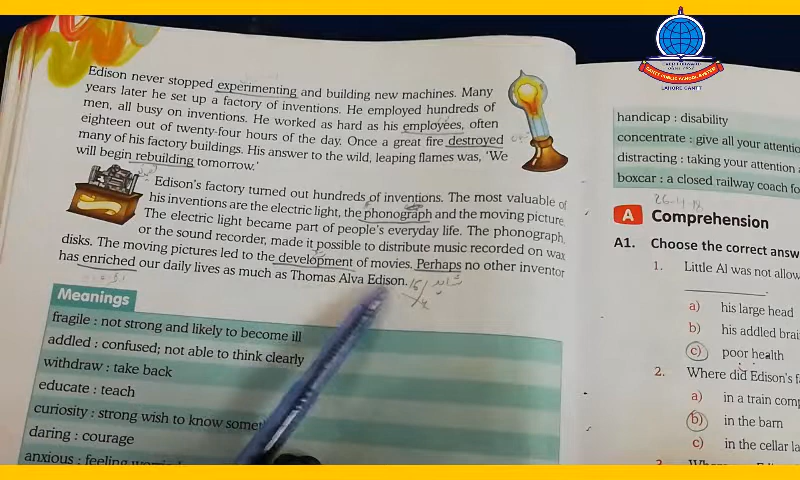 Edison never stopped experimenting and building new machines. Many
years later he set up a factory of inventions. He employed hundreds of
men, all busy on inventions. He worked as hard as his employees, often
eighteen out of twenty-four hours of the day. Once a great fire destroyed
many of his factory buildings. His answer to the wild, leaping flames was, 'We
will begin rebuilding tomorrow.'
Edison's factory turned out hundreds of inventions. The most valuable of
his inventions are the electric light, the phonograph and the moving picture.
The electric light became part of people's everyday life. The phonograph,
or the sound recorder, made it possible to distribute music recorded on wax
disks. The moving pictures led to the development of movies. Perhaps no other inventor
has enriched our daily lives as much as Thomas Alva Edison.
شاید
Meanings
fragile : not strong and likely to become ill
addled : confused; not able to think clearly
withdraw : take back
educate : teach
curiosity : strong wish to know
daring : courage
anxious : feeling
CANTT PUBLIC SCHOOL SYSTEM
LAHORE CANTT
handicap : disability
concentrate : give all your
distracting : taking your attention
boxcar : a closed railway coach
A Comprehension
A1. Choose the correct
1. Little Al was not
a) his large head
b) his addled
c) poor health
2. Where did Edison's
a) in a train
b) in the barn
c) in the cellar